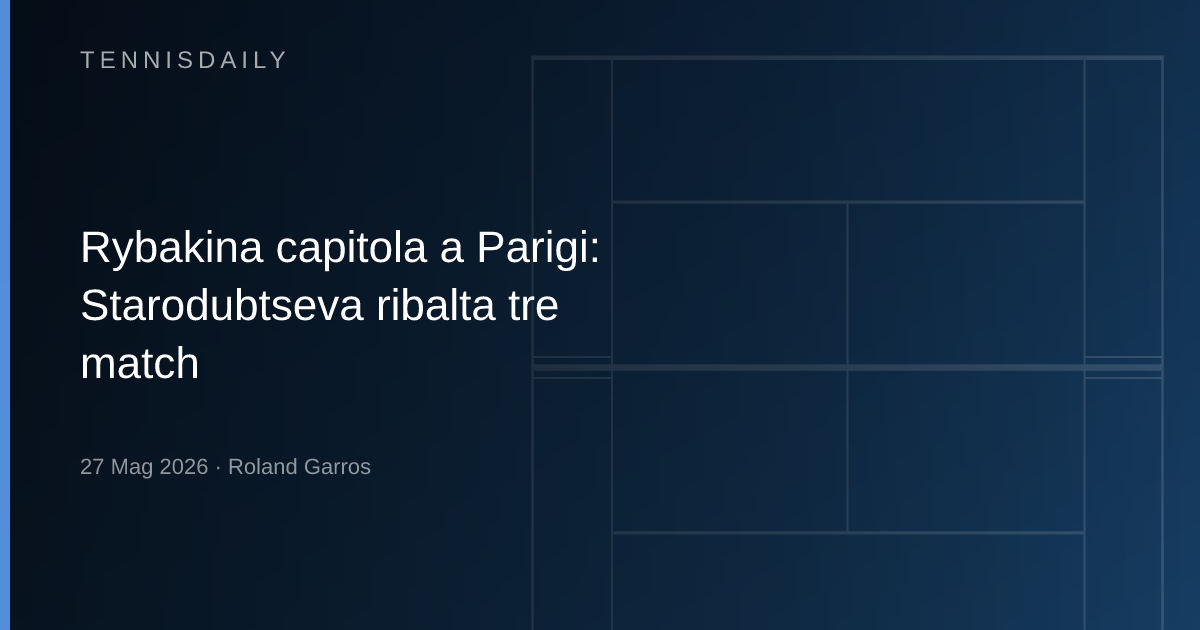 TENNISDAILY
Rybakina capitola a Parigi:
Starodubtseva ribalta tre
match
27 Mag 2026 · Roland Garros